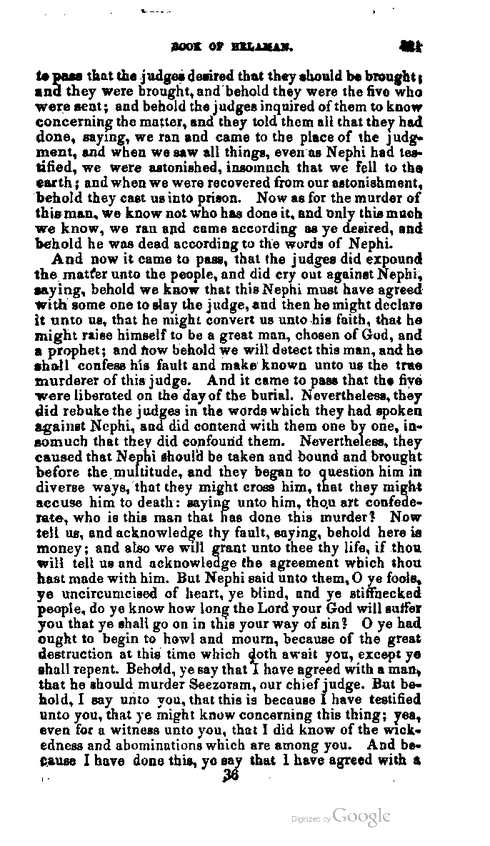 BOOK OF HELAMAN. 421
to pass that the judges desired that they should be brought;
and they were brought, and behold they were the five who
were sent; and behold the judges inquired of them to know
concerning the matter, and they told them all that they had
done, saying, we ran and came to the place of the judg-
ment, and when we saw all things, even as Nephi had tes-
tified, we were astonished, insomuch that we fell to the
earth; and when we were recovered from our astonishment,
behold they cast us into prison. Now as for the murder of
this man, we know not who has done it, and only this much
we know, we ran and came according as ye desired, and
behold he was dead according to the words of Nephi.
And now it came to pass, that the judges did expound
the matter unto the people, and did cry out against Nephi,
saying, behold we know that this Nephi must have agreed
with some one to slay the judge, and then he might declare
it unto us, that he might convert us unto his faith, that he
might raise himself to be a great man, chosen of God, and
a prophet; and now behold we will detect this man, and he
shall confess his fault and make known unto us the true
murderer of this judge. And it came to pass that the five
were liberated on the day of the burial. Nevertheless, they
did rebuke the judges in the words which they had spoken
against Nephi, and did contend with them one by one, in-
somuch that they did confound them. Nevertheless, they
caused that Nephi should be taken and bound and brought
before the multitude, and they began to question him in
diverse ways, that they might cross him, that they might
accuse him to death: saying unto him, thou art confede-
rate, who is this man that has done this murder? Now
tell us, and acknowledge thy fault, saying, behold here is
money; and also we will grant unto thee thy life, if thou
will tell us and acknowledge the agreement which thou
hast made with him. But Nephi said unto them, O ye fools,
ye uncircumcised of heart, ye blind, and ye stiffnecked
people, do ye know how long the Lord your God will suffer
you that ye shall go on in this your way of sin? O ye had
ought to begin to howl and mourn, because of the great
destruction at this time which doth await you, except ye
shall repent. Behold, ye say that I have agreed with a man,
that he should murder Seezoram, our chief judge. But be-
hold, I say unto you, that this is because I have testified
unto you, that ye might know concerning this thing; yea,
even for a witness unto you, that I did know of the wick-
edness and abominations which are among you. And be-
cause I have done this, ye say that I have agreed with a
36
Digitized by Google